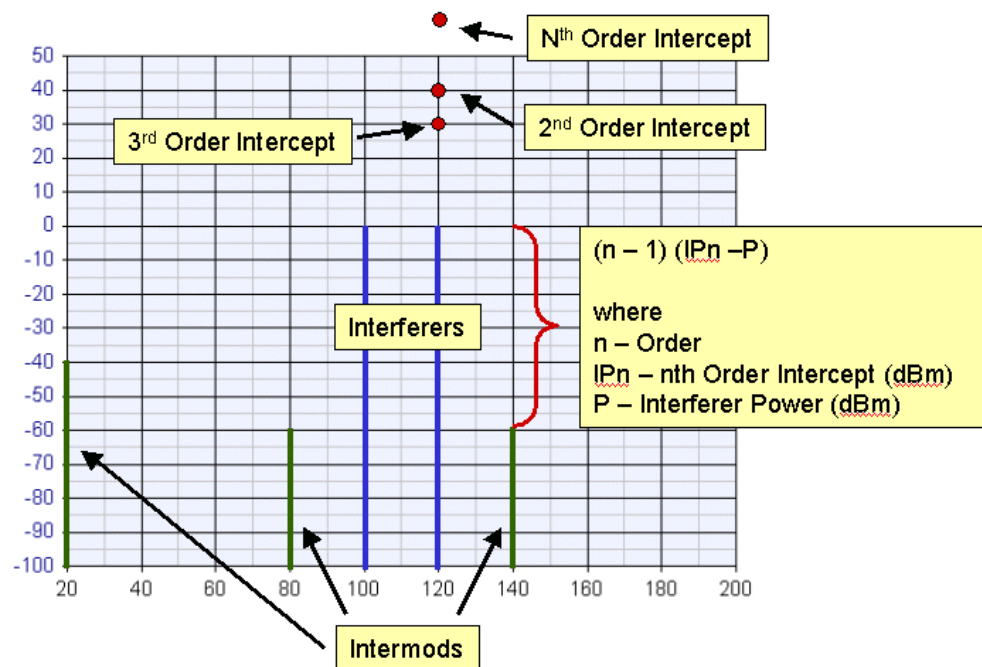 Nth Order Intercept
50
40
30
20
10
0
-10
-20
-30
-40
-50
-60
-70
-80
-90
-100
3rd Order Intercept
2nd Order Intercept
(n – 1) (IPn –P)
where
n – Order
IPn – nth Order Intercept (dBm)
P – Interferer Power (dBm)
Interferers
20 40 60 80 100 120 140 160 180 200
Intermods